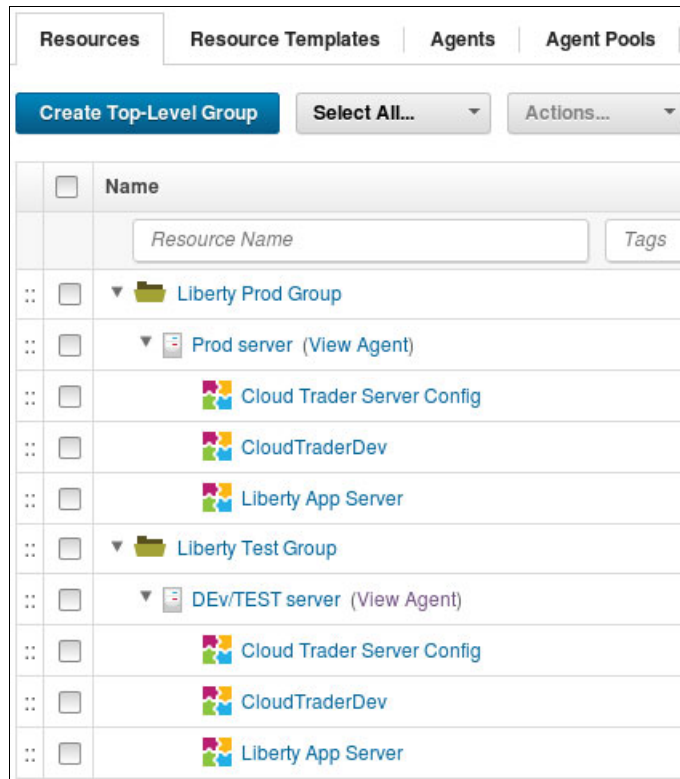 Resources Resource Templates Agents Agent Pools
Create Top-Level Group Select All... Actions...
Name
Resource Name Tags
Liberty Prod Group
Prod server (View Agent)
Cloud Trader Server Config
CloudTraderDev
Liberty App Server
Liberty Test Group
DEv/TEST server (View Agent)
Cloud Trader Server Config
CloudTraderDev
Liberty App Server